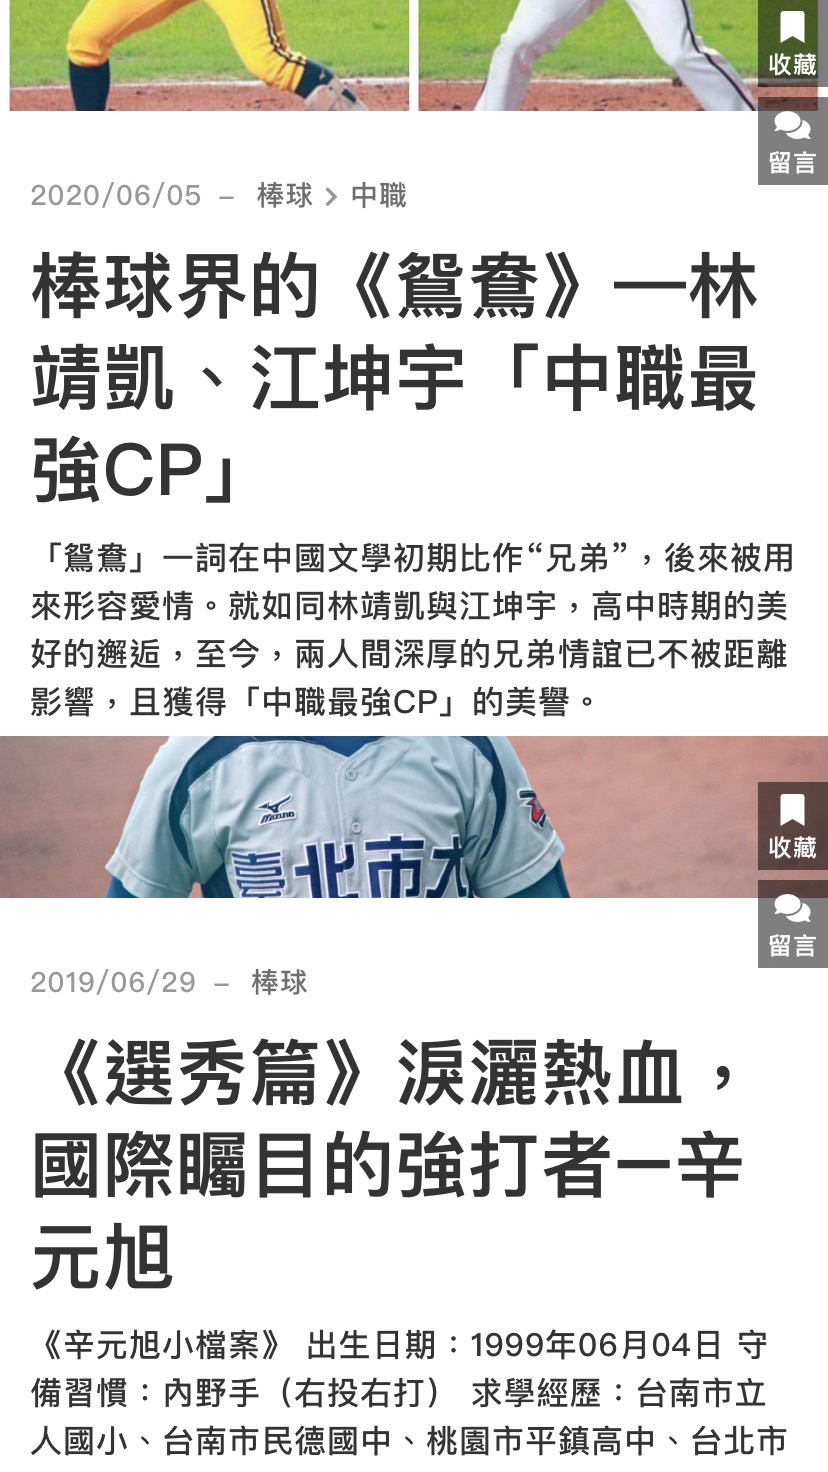 收藏
留言
2020/06/05 – 棒球 > 中職
棒球界的《鴛鴦》—林
靖凱、江坤宇「中職最
強CP」
「鴛鴦」一詞在中國文學初期比作“兄弟”，後來被用
來形容愛情。就如同林靖凱與江坤宇，高中時期的美
好的邂逅，至今，兩人間深厚的兄弟情誼已不被距離
影響，且獲得「中職最強CP」的美譽。
MIZUNO
臺北市大
收藏
留言
2019/06/29 – 棒球
《選秀篇》淚灑熱血，
國際矚目的強打者–辛
元旭
《辛元旭小檔案》 出生日期：1999年06月04日 守
備習慣：內野手（右投右打） 求學經歷：台南市立
人國小、台南市民德國中、桃園市平鎮高中、台北市